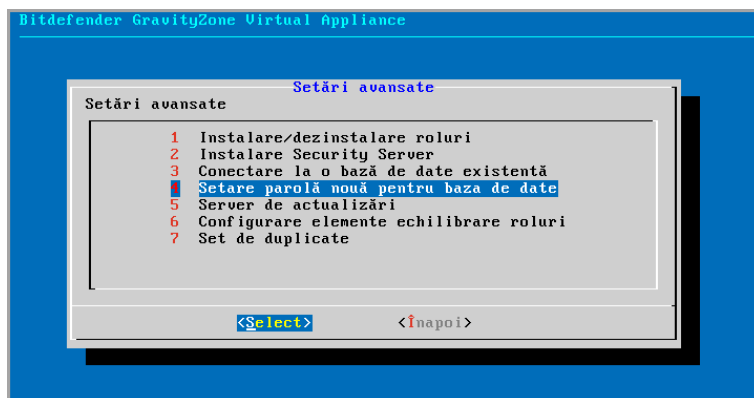 Bitdefender GravityZone Virtual Appliance
Setări avansate
Setări avansate
1 Instalare/dezinstalare roluri
2 Instalare Security Server
3 Conectare la o bază de date existentă
4 Setare parolă nouă pentru baza de date
5 Server de actualizări
6 Configurare elemente echilibrare roluri
7 Set de duplicate
<Select> <Înapoi>